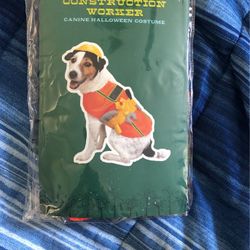 CONSTRUCTION
WORKER
CANINE HALLOWEEN COSTUME